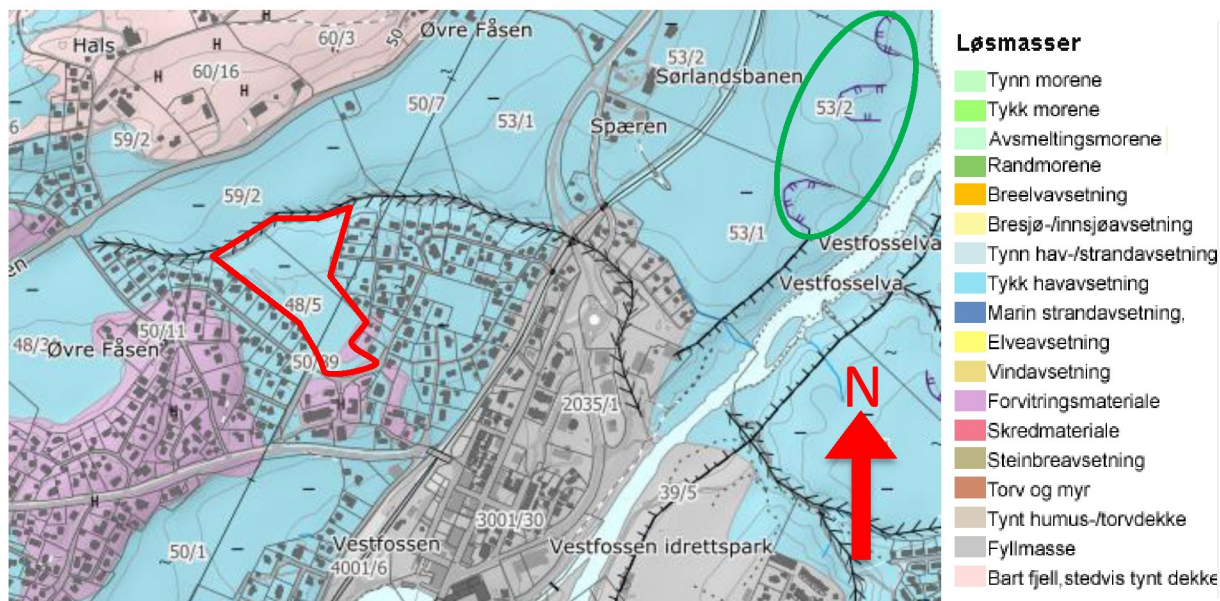 Hals
H
60/3
50
Øvre Fåsen
H
60/16
H
H
53/2
Sørlandsbanen
59/2
50/7
53/1
Spæren
53/2
59/2
53/1
Vestfosselva
Vestfosselva
48/5
50/11
Øvre Fåsen
50/39
H
H
2035/1
N
H
39/5
3001/30
50/1
Vestfossen
4001/6
Vestfossen idrettspark
Løsmasser
Tynn morene
Tykk morene
Avsmeltingsmorene
Randmorene
Breelvavsetning
Bresjø-/innsjøavsetning
Tynn hav-/strandavsetning
Tykk havavsetning
Marin strandavsetning,
Elveavsetning
Vindavsetning
Forvitringsmateriale
Skredmateriale
Steinbreavsetning
Torv og myr
Tynt humus-/torvdekke
Fyllmasse
Bart fjell,stedvis tynt dekke